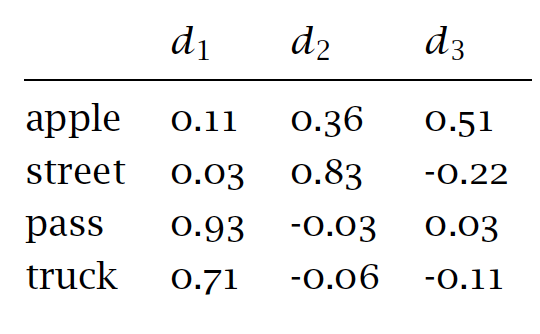 d1 d2 d3
apple 0.11 0.36 0.51
street 0.03 0.83 -0.22
pass 0.93 -0.03 0.03
truck 0.71 -0.06 -0.11